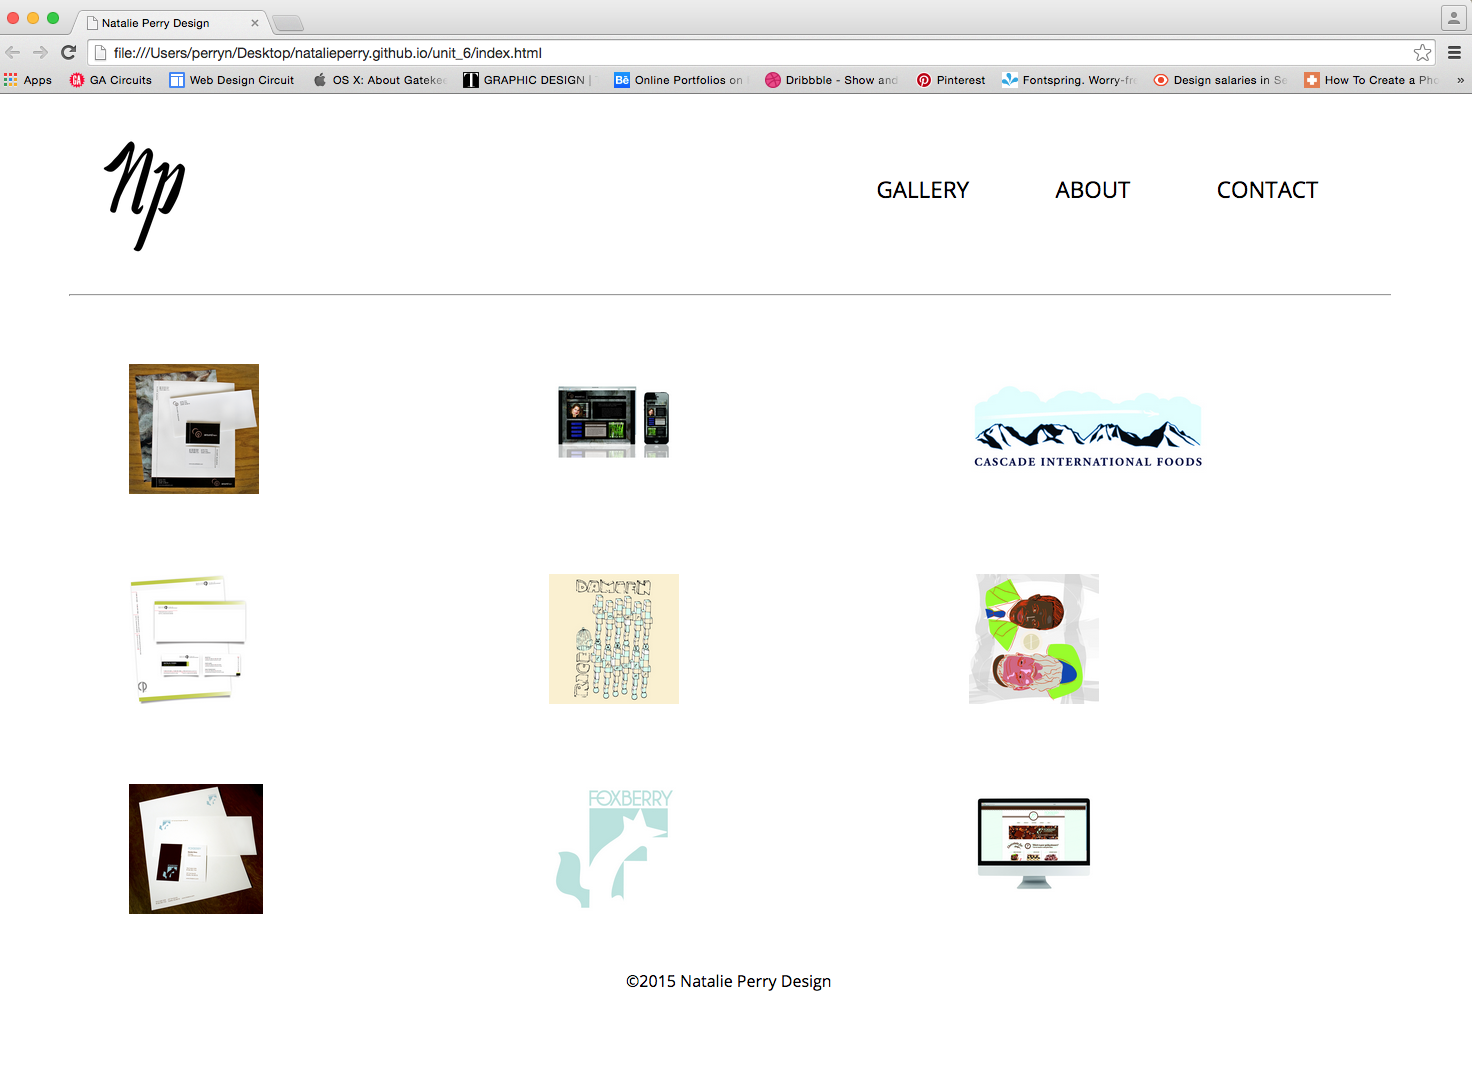 Natalie Perry Design
file:///Users/perryn/Desktop/natalieperry.github.io/unit_6/index.html
Apps GA Circuits Web Design Circuit OS X: About Gateke GRAPHIC DESIGN | Online Portfolios on Dribbble - Show and Pinterest Fontspring. Worry-fr Design salaries in Se How To Create a Pho »
Np
GALLERY ABOUT CONTACT
CASCADE INTERNATIONAL FOODS
DAMIEN
RICE
FOXBERRY
©2015 Natalie Perry Design